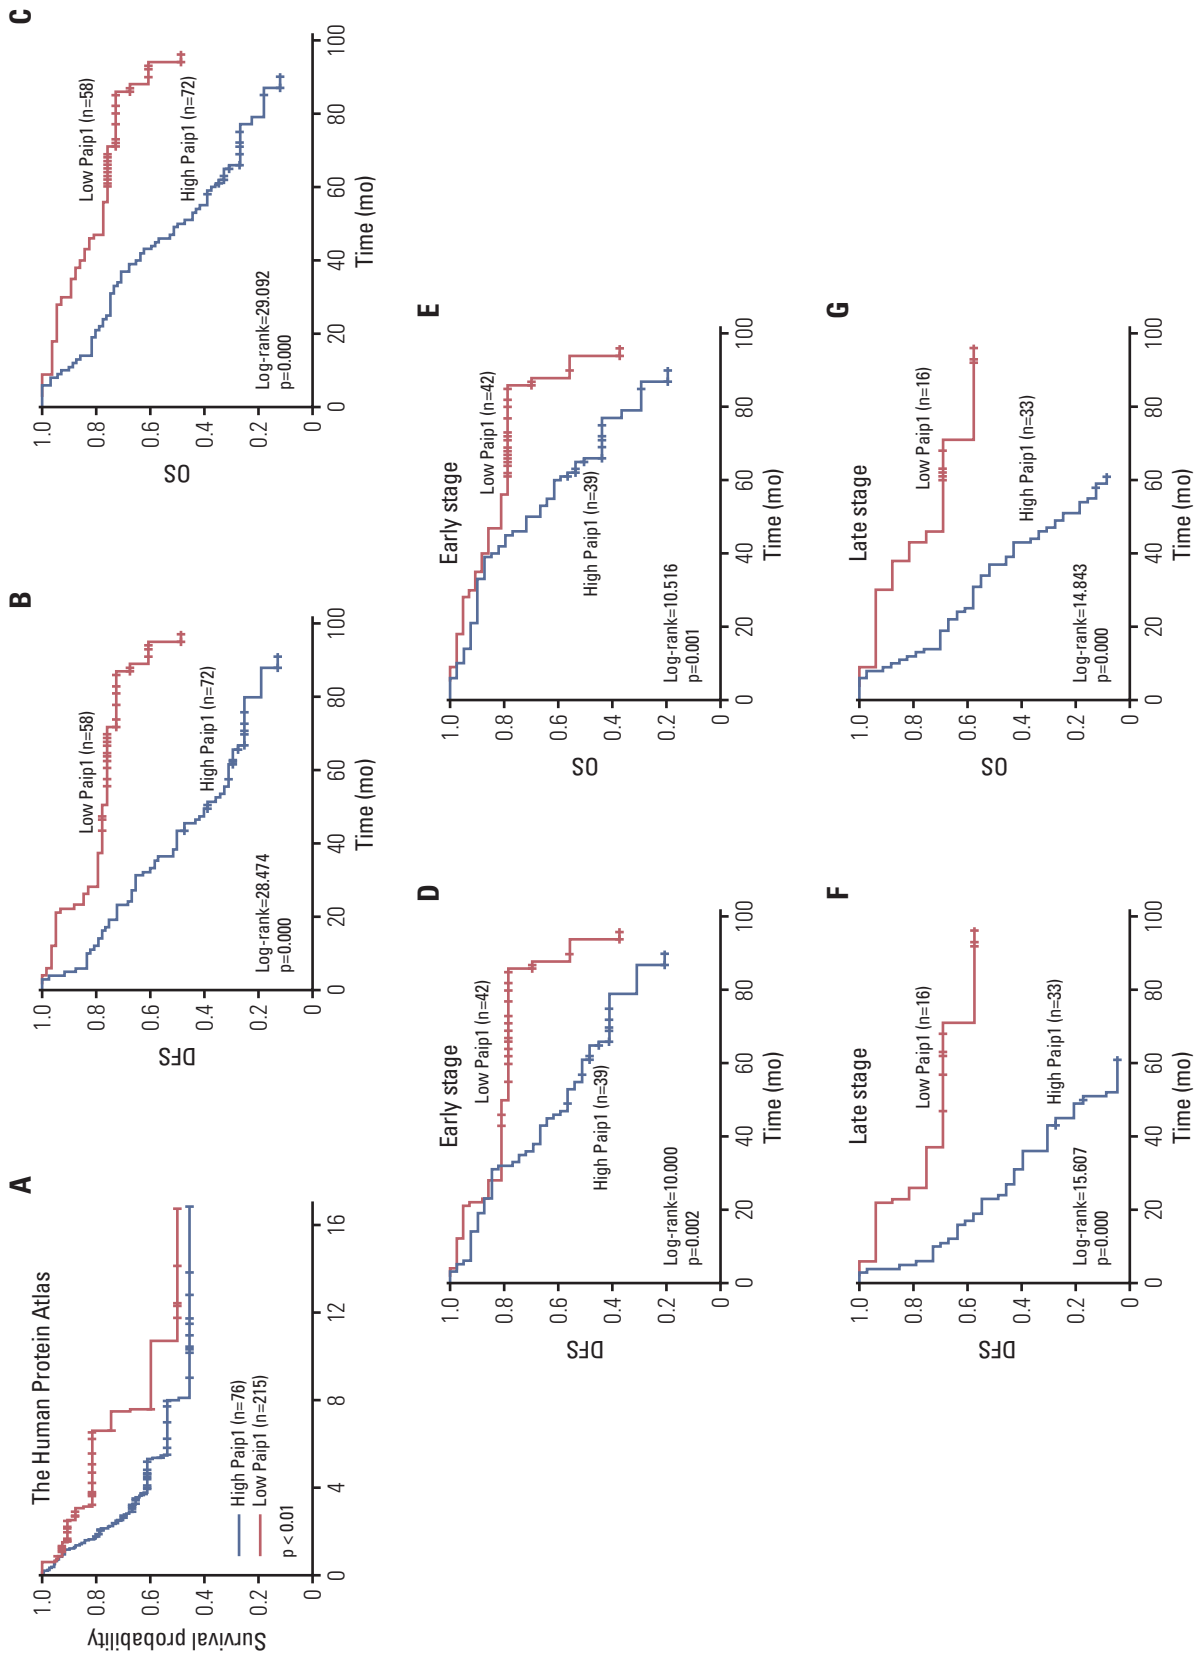 A
The Human Protein Atlas
Survival probability
1.0
0.8
0.6
0.4
0.2
0
High Paip1 (n=76)
Low Paip1 (n=215)
p < 0.01
0 4 8 12 16
B
DFS
1.0
0.8
0.6
0.4
0.2
0
Low Paip1 (n=58)
High Paip1 (n=72)
Log-rank=28.474
p=0.000
0 20 40 60 80 100
Time (mo)
C
OS
1.0
0.8
0.6
0.4
0.2
0
Low Paip1 (n=58)
High Paip1 (n=72)
Log-rank=29.092
p=0.000
0 20 40 60 80 100
Time (mo)
D
Early stage
DFS
1.0
0.8
0.6
0.4
0.2
0
Low Paip1 (n=42)
High Paip1 (n=39)
Log-rank=10.000
p=0.002
0 20 40 60 80 100
Time (mo)
E
Early stage
OS
1.0
0.8
0.6
0.4
0.2
0
Low Paip1 (n=42)
High Paip1 (n=39)
Log-rank=10.516
p=0.001
0 20 40 60 80 100
Time (mo)
F
Late stage
DFS
1.0
0.8
0.6
0.4
0.2
0
Low Paip1 (n=16)
High Paip1 (n=33)
Log-rank=15.607
p=0.000
0 20 40 60 80 100
Time (mo)
G
Late stage
OS
1.0
0.8
0.6
0.4
0.2
0
Low Paip1 (n=16)
High Paip1 (n=33)
Log-rank=14.843
p=0.000
0 20 40 60 80 100
Time (mo)